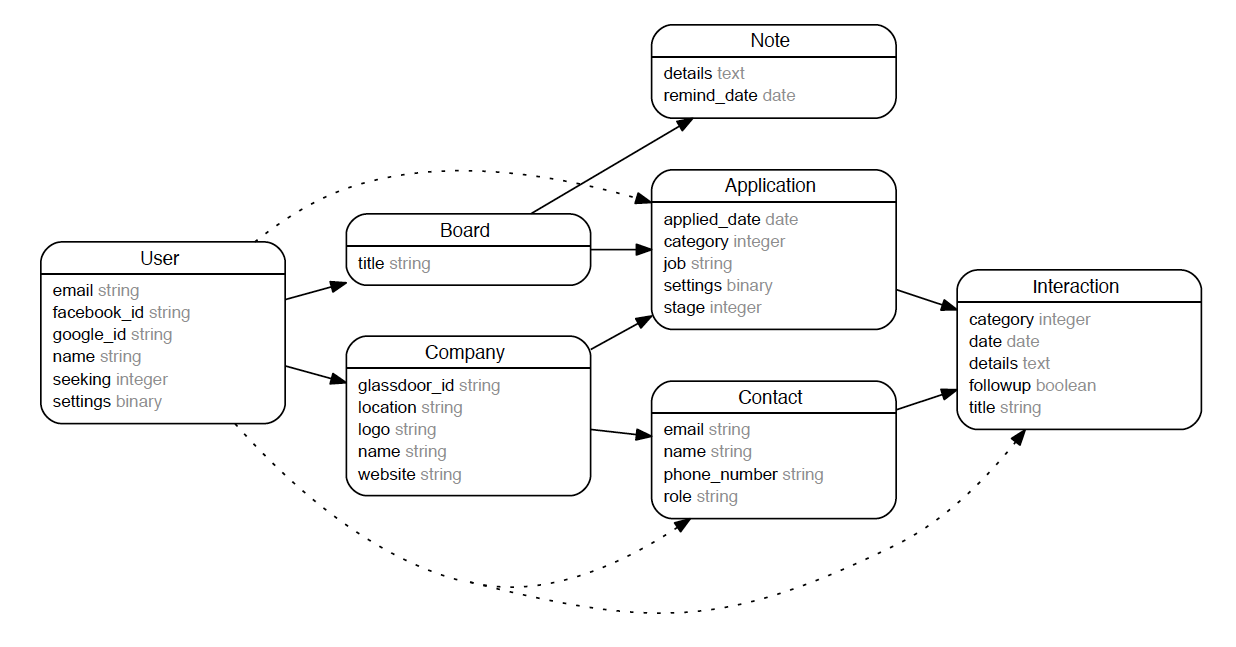 Note
details text
remind_date date
Application
applied_date date
category integer
job string
settings binary
stage integer
Board
title string
User
email string
facebook_id string
google_id string
name string
seeking integer
settings binary
Company
glassdoor_id string
location string
logo string
name string
website string
Contact
email string
name string
phone_number string
role string
Interaction
category integer
date date
details text
followup boolean
title string